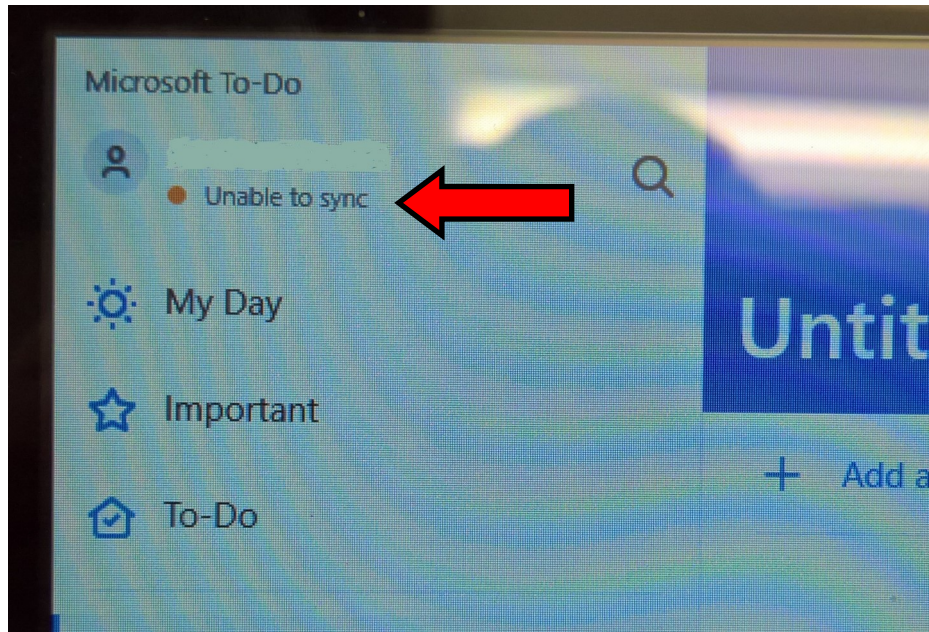 Microsoft To-Do
Unable to sync
My Day
Untit
Important
Add a
To-Do